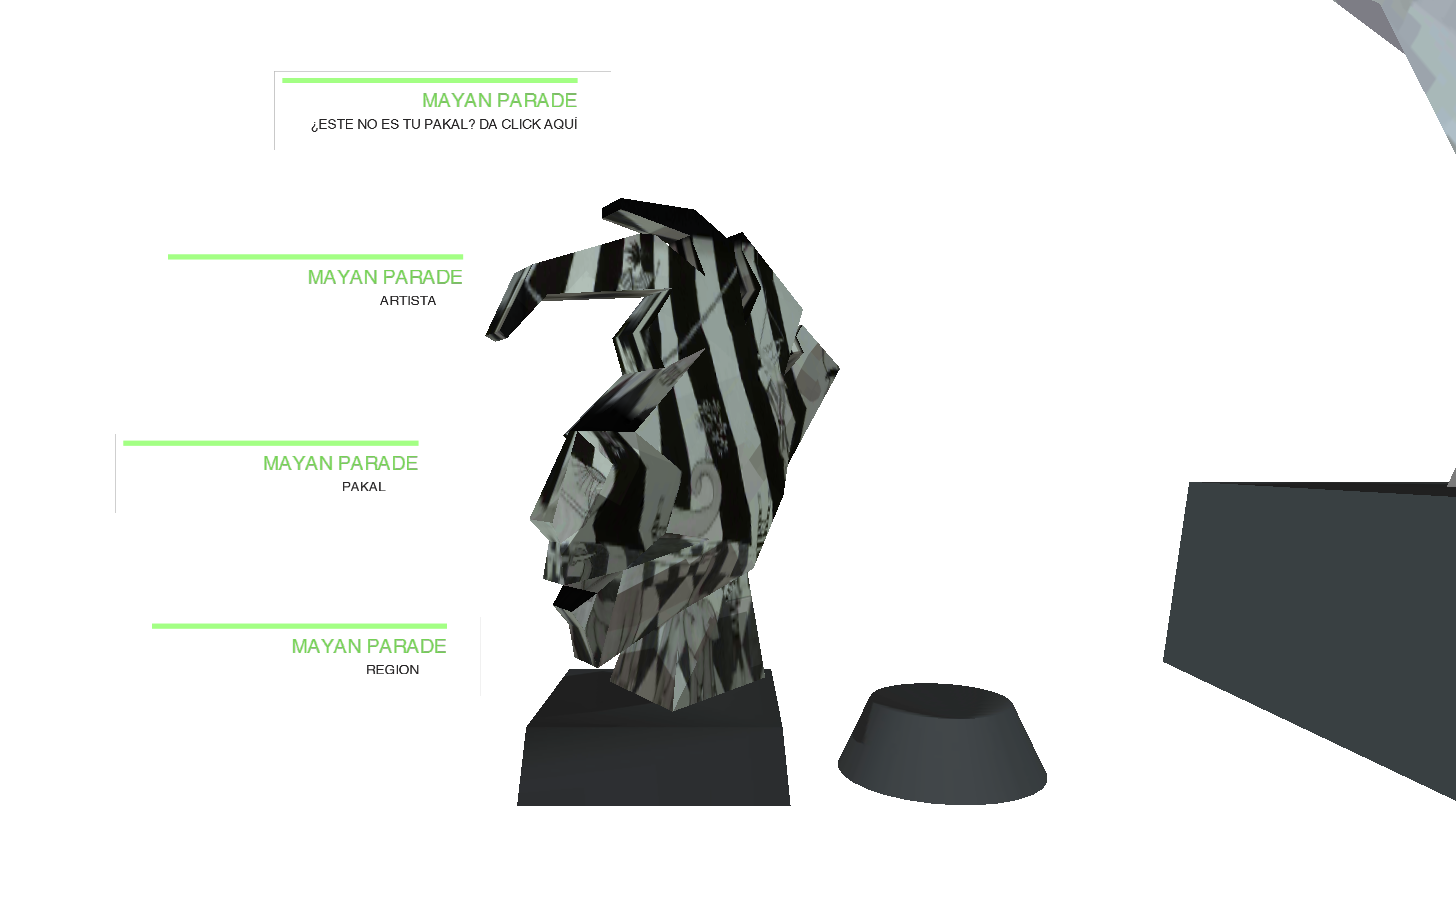 MAYAN PARADE
¿ESTE NO ES TU PAKAL? DA CLICK AQUÍ
MAYAN PARADE
ARTISTA
MAYAN PARADE
PAKAL
MAYAN PARADE
REGION